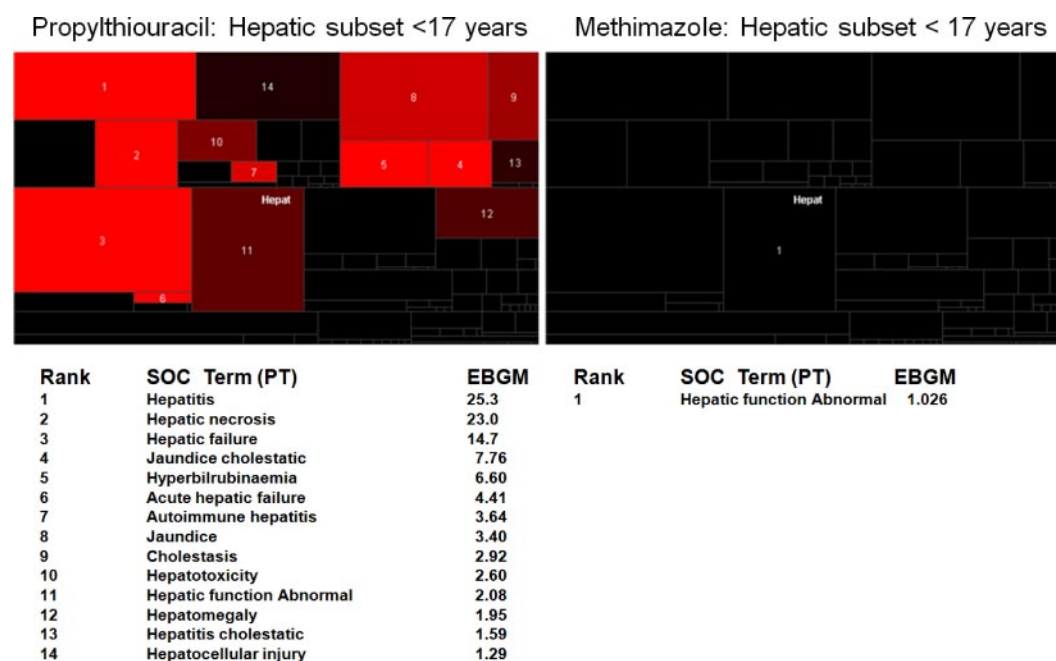 Propylthiouracil: Hepatic subset <17 years
Methimazole: Hepatic subset < 17 years
1
14
8
9
2
10
7
5
4
13
Hepat
3
11
12
6
Hepat
1
Rank SOC Term (PT) EBGM
1 Hepatitis 25.3
2 Hepatic necrosis 23.0
3 Hepatic failure 14.7
4 Jaundice cholestatic 7.76
5 Hyperbilrubinaemia 6.60
6 Acute hepatic failure 4.41
7 Autoimmune hepatitis 3.64
8 Jaundice 3.40
9 Cholestasis 2.92
10 Hepatotoxicity 2.60
11 Hepatic function Abnormal 2.08
12 Hepatomegaly 1.95
13 Hepatitis cholestatic 1.59
14 Hepatocellular injury 1.29
Rank SOC Term (PT) EBGM
1 Hepatic function Abnormal 1.026